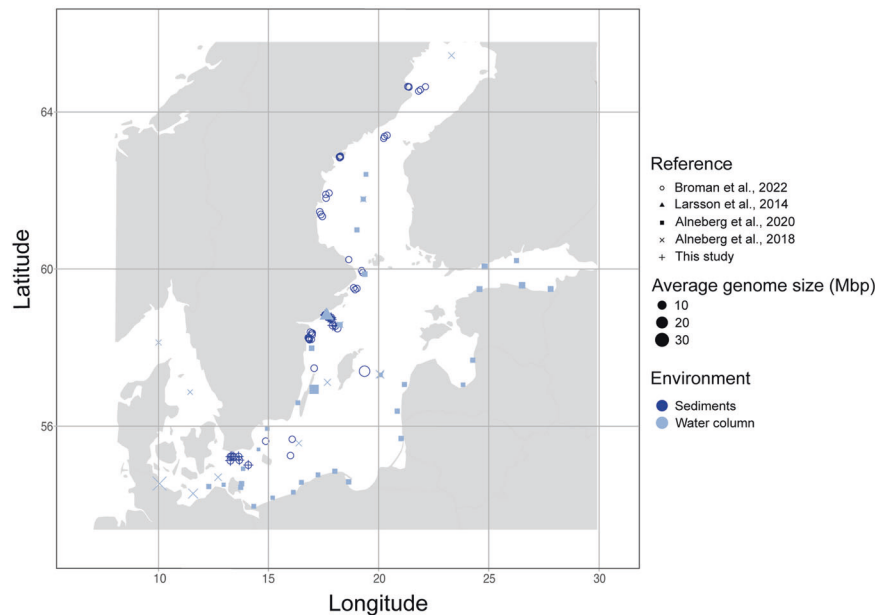 64
60
56
Latitude
10
15
20
25
30
Longitude
Reference
Broman et al., 2022
Larsson et al., 2014
Alneberg et al., 2020
Alneberg et al., 2018
This study
Average genome size (Mbp)
10
20
30
Environment
Sediments
Water column